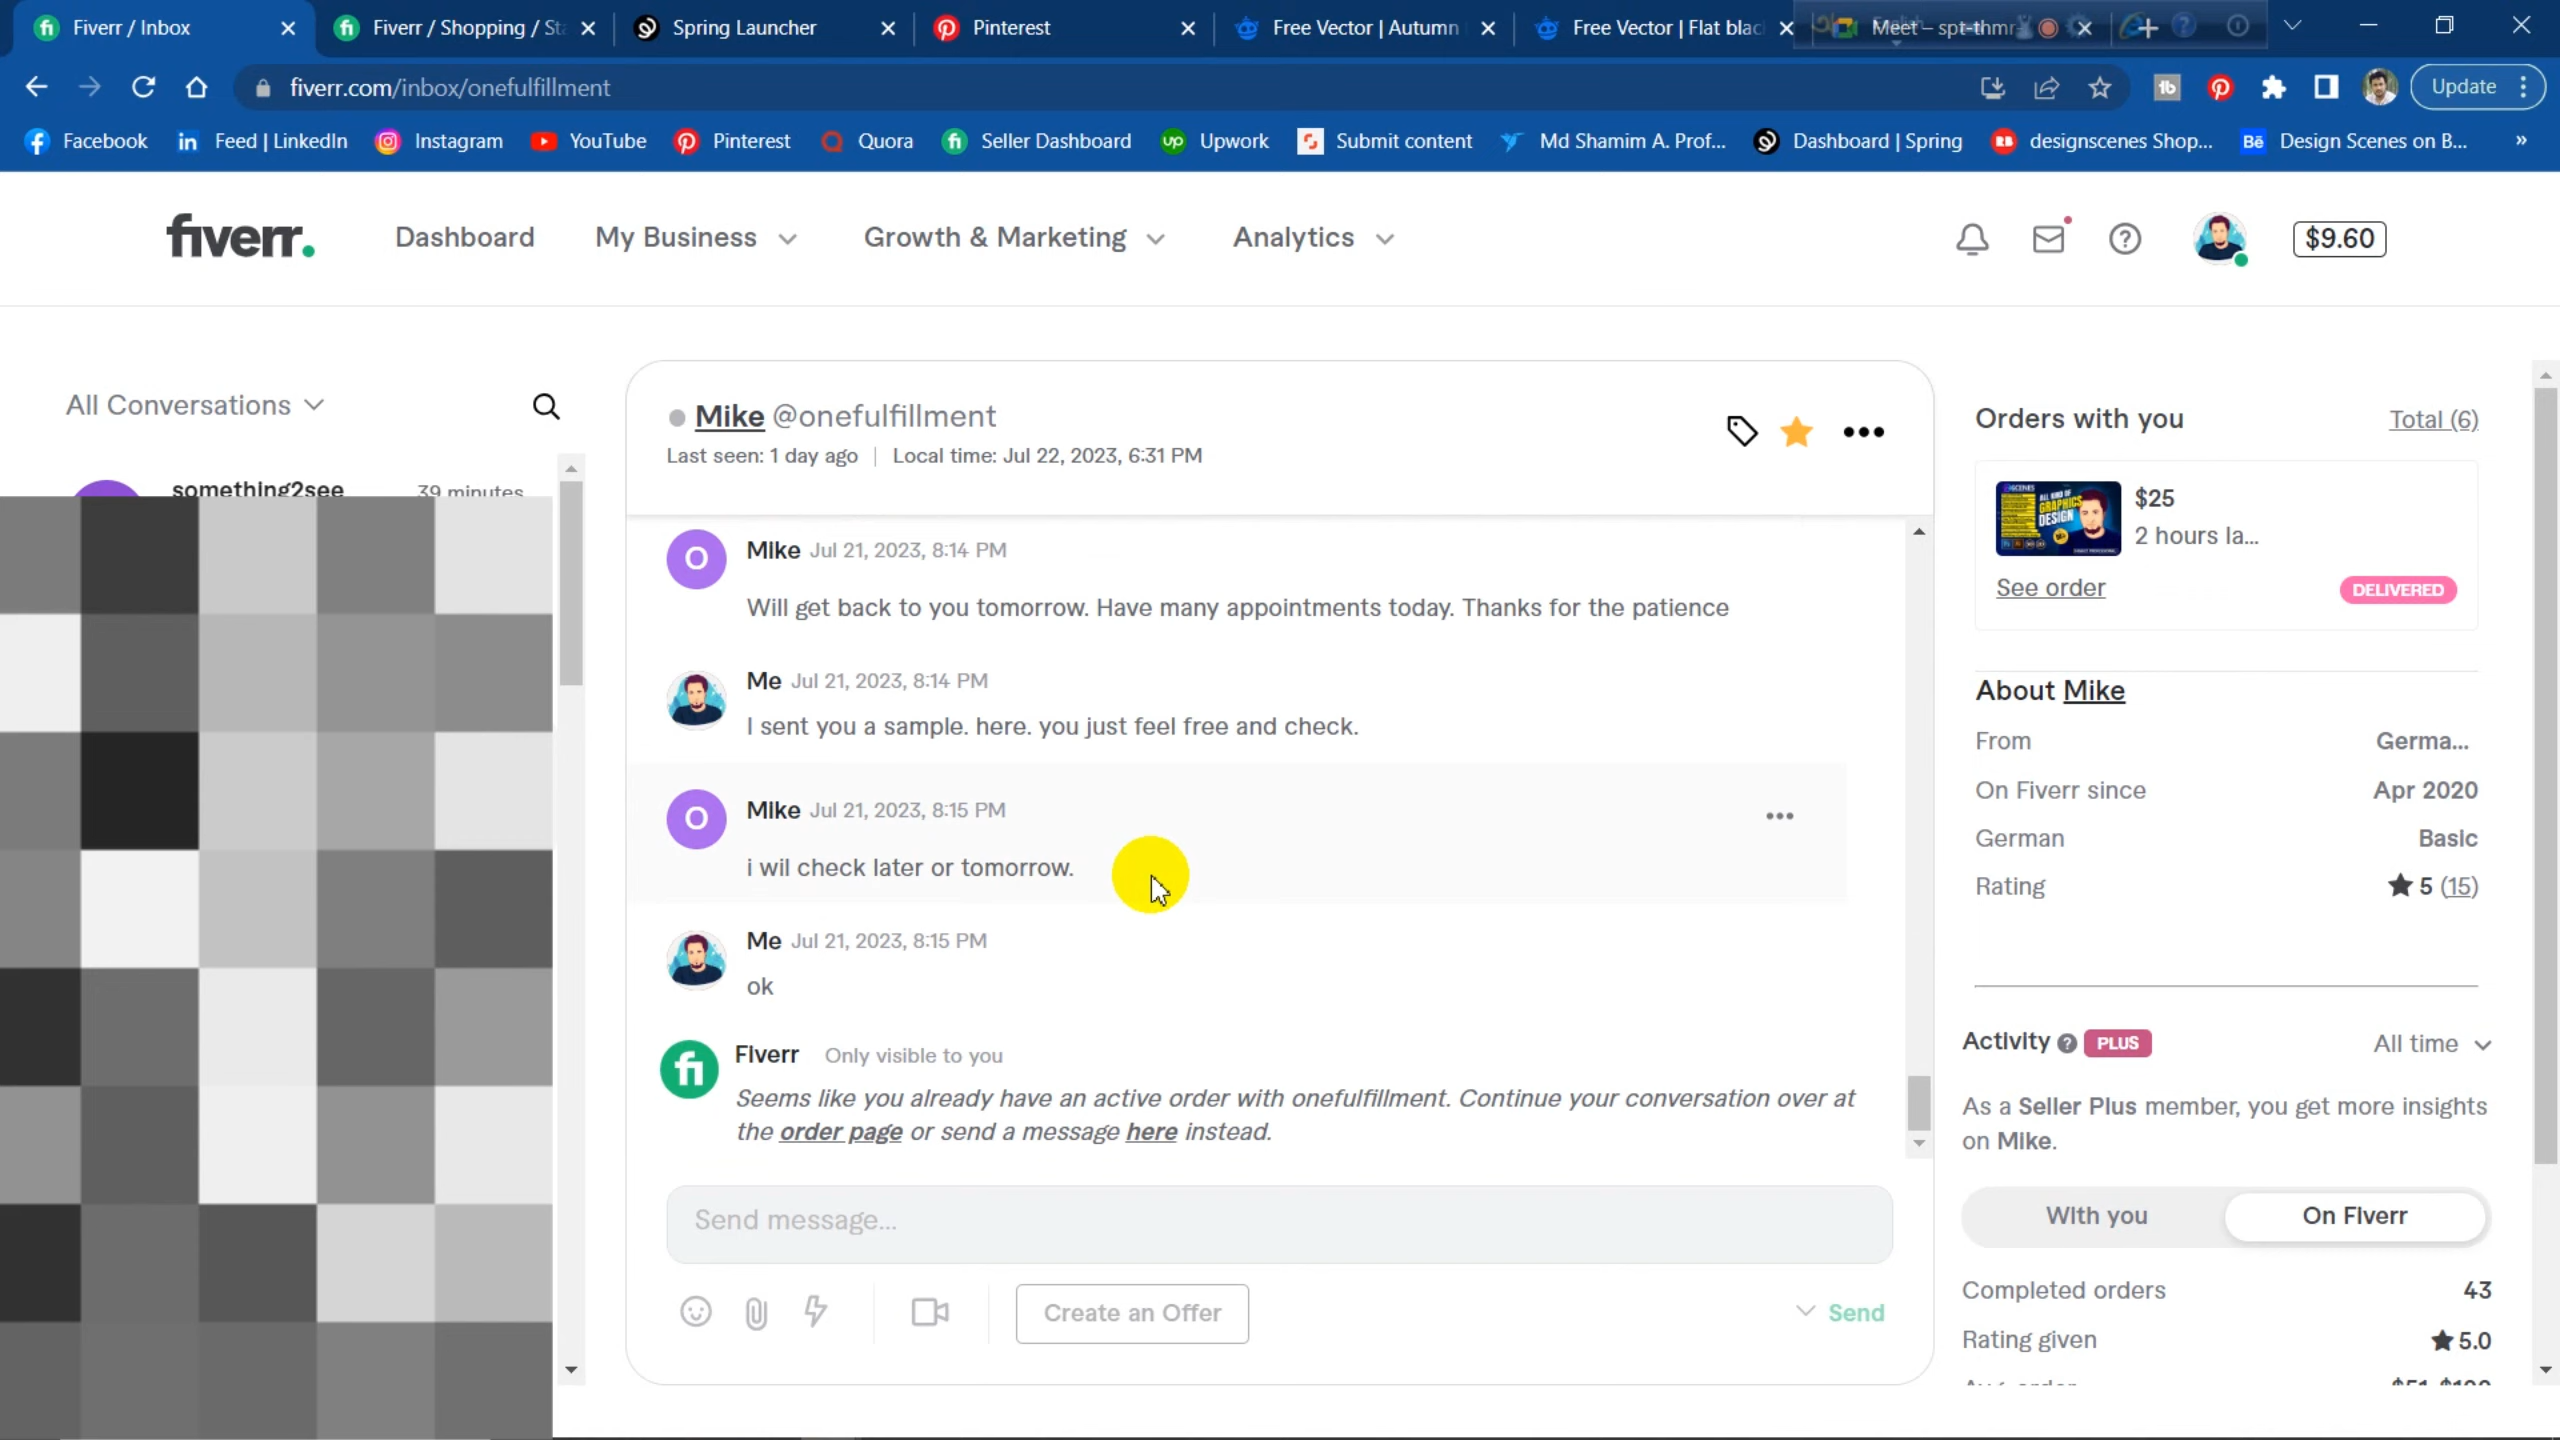 Fiverr / Inbox
Fiverr / Shopping / Sta
Spring Launcher
Pinterest
Free Vector | Autumn
Free Vector | Flat blac
Meet – spt-thmr
fiverr.com/inbox/onefulfillment
Update
Facebook
Feed | LinkedIn
Instagram
YouTube
Pinterest
Quora
Seller Dashboard
Upwork
Submit content
Md Shamim A. Prof...
Dashboard | Spring
designscenes Shop...
Design Scenes on B...
fiverr.
Dashboard
My Business
Growth & Marketing
Analytics
$9.60
All Conversations
something2see
39 minutes
Mike @onefulfillment
Last seen: 1 day ago | Local time: Jul 22, 2023, 6:31 PM
Mike Jul 21, 2023, 8:14 PM
Will get back to you tomorrow. Have many appointments today. Thanks for the patience
Me Jul 21, 2023, 8:14 PM
I sent you a sample. here. you just feel free and check.
Mike Jul 21, 2023, 8:15 PM
i wil check later or tomorrow.
Me Jul 21, 2023, 8:15 PM
ok
Fiverr Only visible to you
Seems like you already have an active order with onefulfillment. Continue your conversation over at
the order page or send a message here instead.
Send message...
Create an Offer
Send
Orders with you
Total (6)
ALL KIND OF
GRAPHICS
DESIGN
$25
2 hours la...
See order
DELIVERED
About Mike
From
Germa...
On Fiverr since
Apr 2020
German
Basic
Rating
5 (15)
Activity
PLUS
All time
As a Seller Plus member, you get more insights
on Mike.
With you
On Fiverr
Completed orders
43
Rating given
5.0